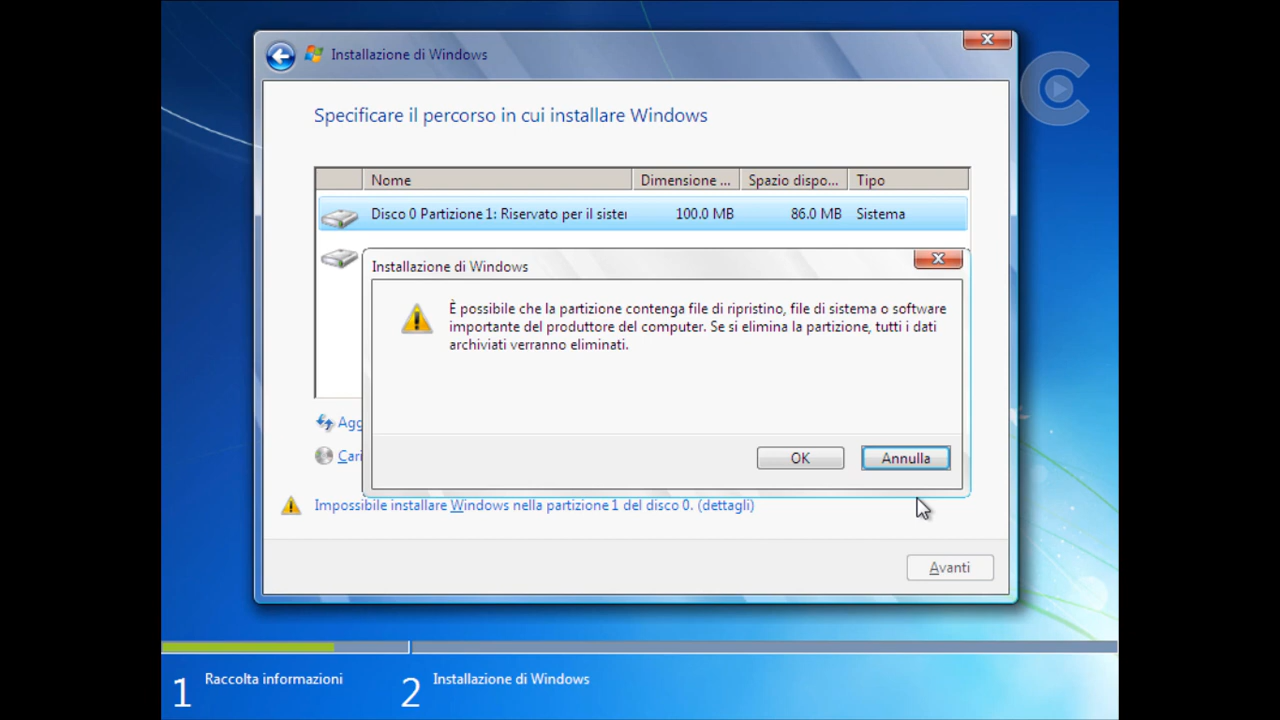 Installazione di Windows
Specificare il percorso in cui installare Windows
Nome Dimensione ... Spazio dispo... Tipo
Disco 0 Partizione 1: Riservato per il sister 100.0 MB 86.0 MB Sistema
Installazione di Windows
È possibile che la partizione contenga file di ripristino, file di sistema o software
importante del produttore del computer. Se si elimina la partizione, tutti i dati
archiviati verranno eliminati.
Agg
OK Annulla
Cari
Impossibile installare Windows nella partizione 1 del disco 0. (dettagli)
Avanti
1 Raccolta informazioni 2 Installazione di Windows